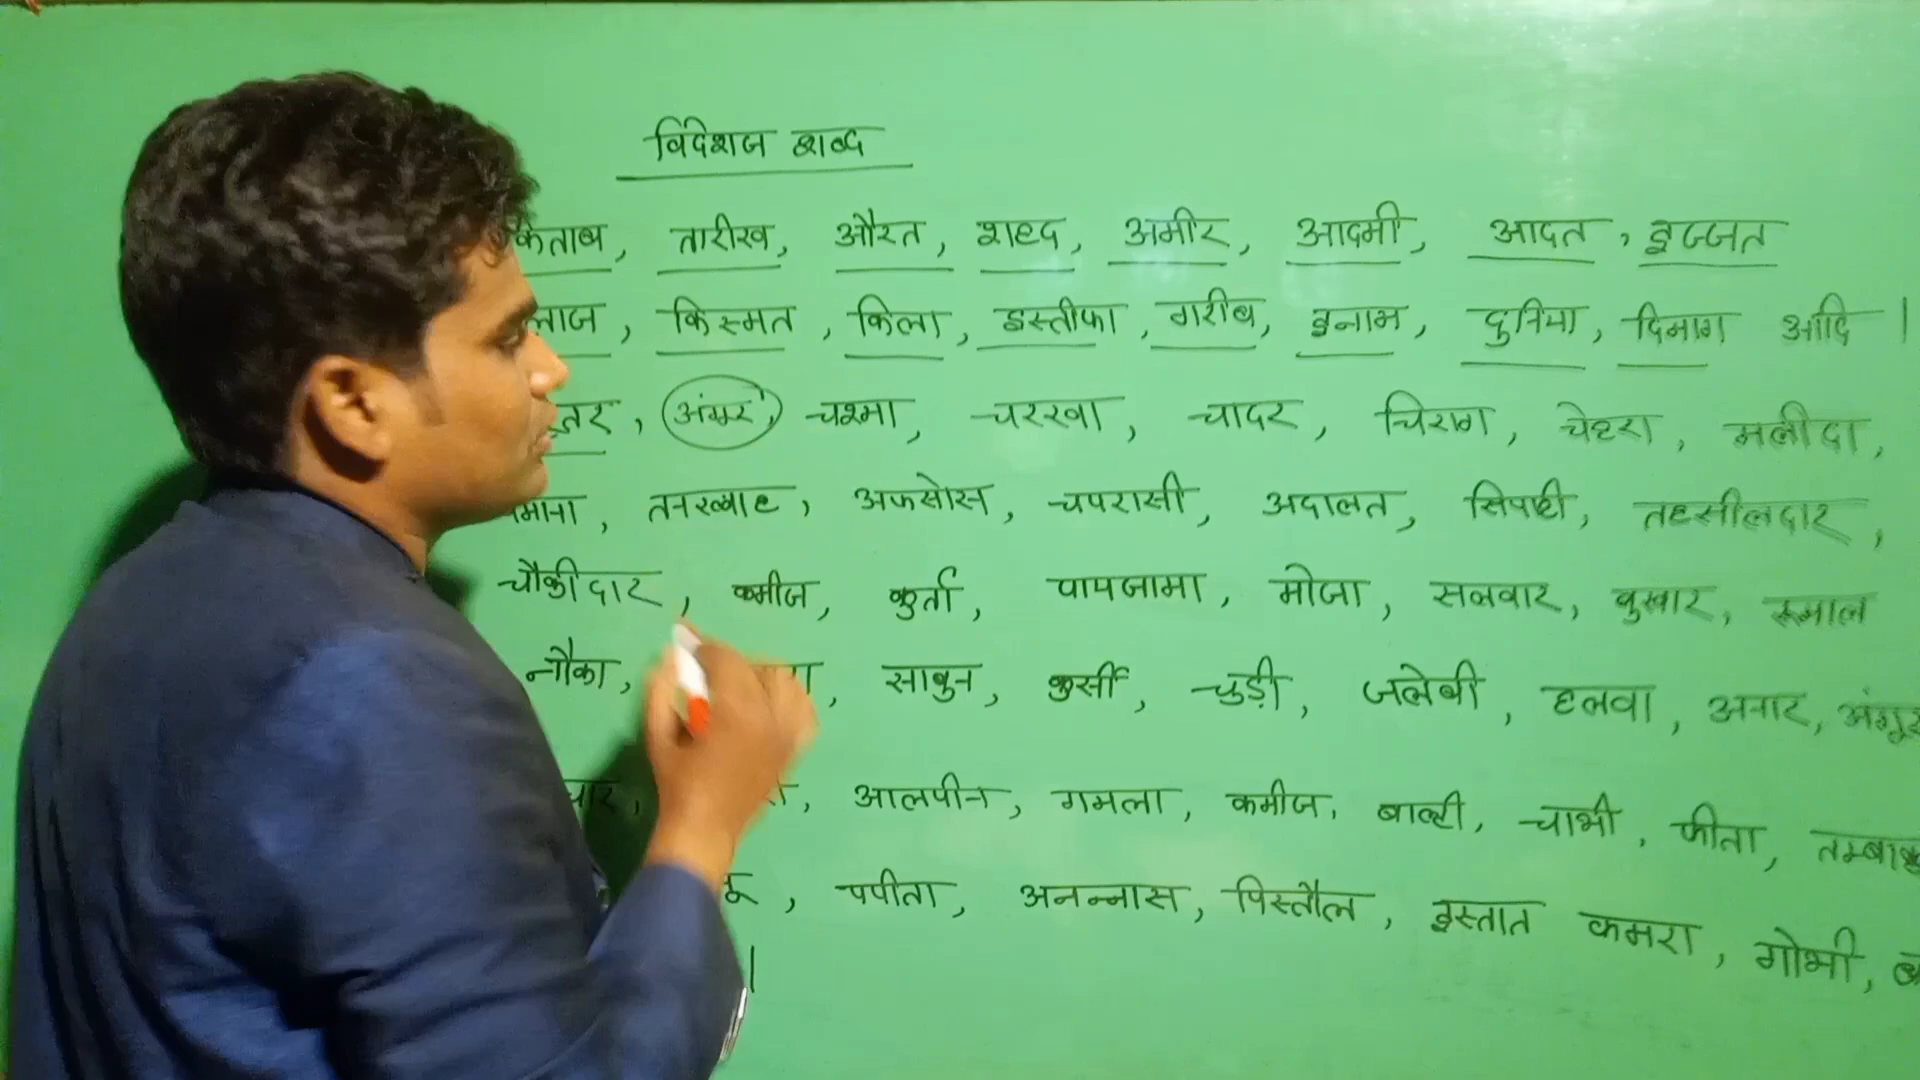 विदेशज शब्द
किताब, तारीख, औरत, शहद, अमीर, आदमी, आदत, इज्जत
लाज, किस्मत, किला, इस्तीफा, गरीब, इनाम, दुनिया, दिमाग आदि।
अंगूर, चश्मा, चरखा, चादर, चिराग, चेहरा, मलीदा,
माना, तनख्वाह, अफसोस, चपरासी, अदालत, सिपाही, तहसीलदार,
चौकीदार, कमीज, कुर्ता, पायजामा, मोजा, सलवार, बुखार, रूमाल
नौका, साबुन, कुर्सी, चुड़ी, जलेबी, हलवा, अनार, अंगूर
चार, आलपीन, गमला, कमीज, बाल्टी, चाभी, फीता,
पपीता, अनन्नास, पिस्तौल, इस्तात कमरा, गोभी,